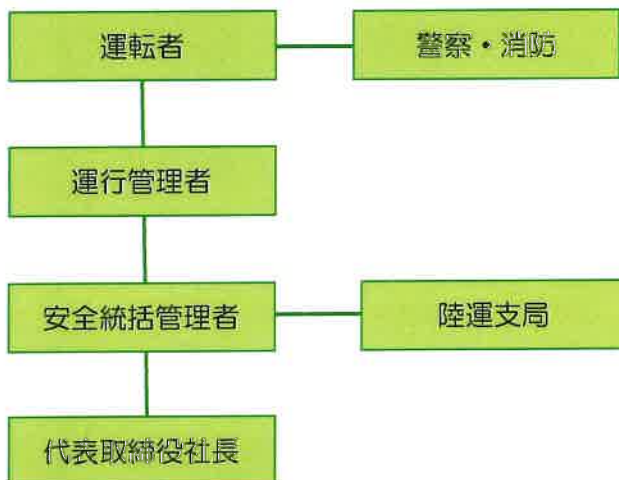 運転者
警察・消防
運行管理者
安全統括管理者
陸運支局
代表取締役社長